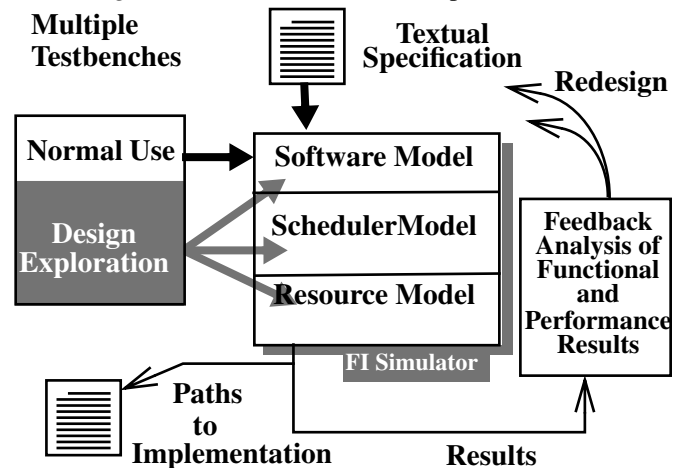 Multiple
Testbenches
Textual
Specification
Redesign
Normal Use
Design
Exploration
Software Model
SchedulerModel
Resource Model
FI Simulator
Feedback
Analysis of
Functional
and
Performance
Results
Paths
to
Implementation
Results